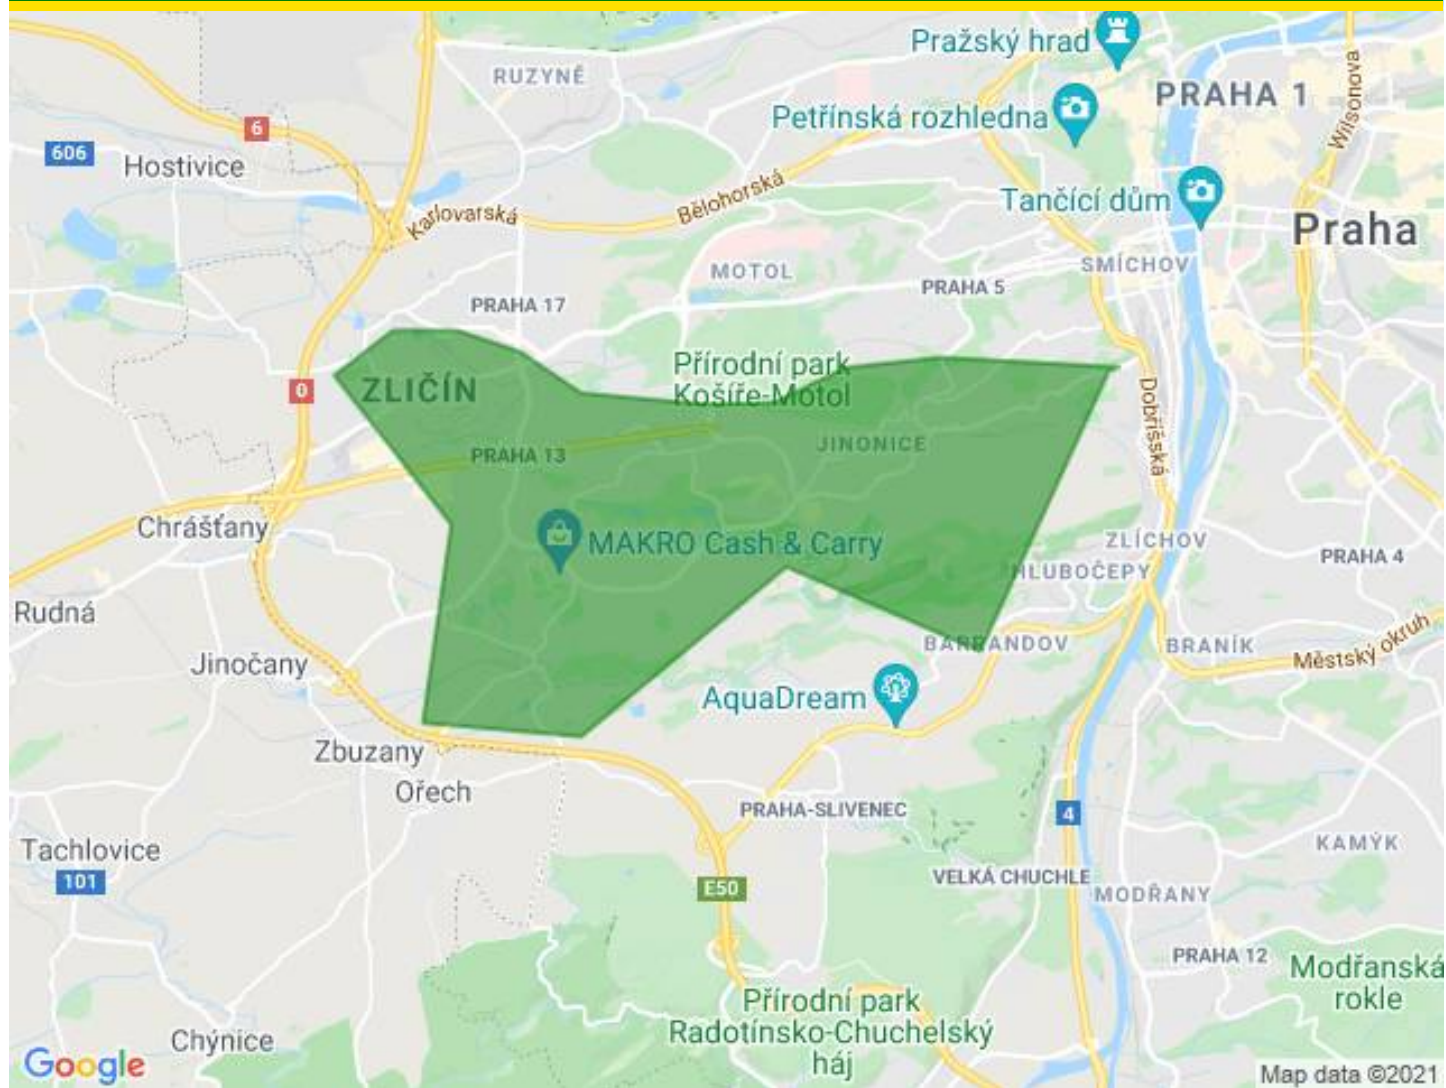 Pražský hrad
RUZYNĚ
PRAHA 1
Wilsonova
Petřínská rozhledna
6
606
Hostivice
Bělohorská
Tančící dům
Karlovarská
Praha
MOTOL
SMÍCHOV
PRAHA 17
PRAHA 5
Přírodní park
Košíře-Motol
ZLIČÍN
0
Dobříšská
JINONICE
PRAHA 13
Chrášťany
MAKRO Cash & Carry
ZLÍCHOV
PRAHA 4
HLUBOČEPY
Rudná
BARRANDOV
BRANÍK
Městský okruh
Jinočany
AquaDream
Zbuzany
Ořech
PRAHA-SLIVENEC
4
Tachlovice
KAMÝK
101
E50
VELKÁ CHUCHLE
MODŘANY
PRAHA 12
Modřanská
rokle
Přírodní park
Radotínsko-Chuchelský
háj
Chýnice
Google
Map data ©2021